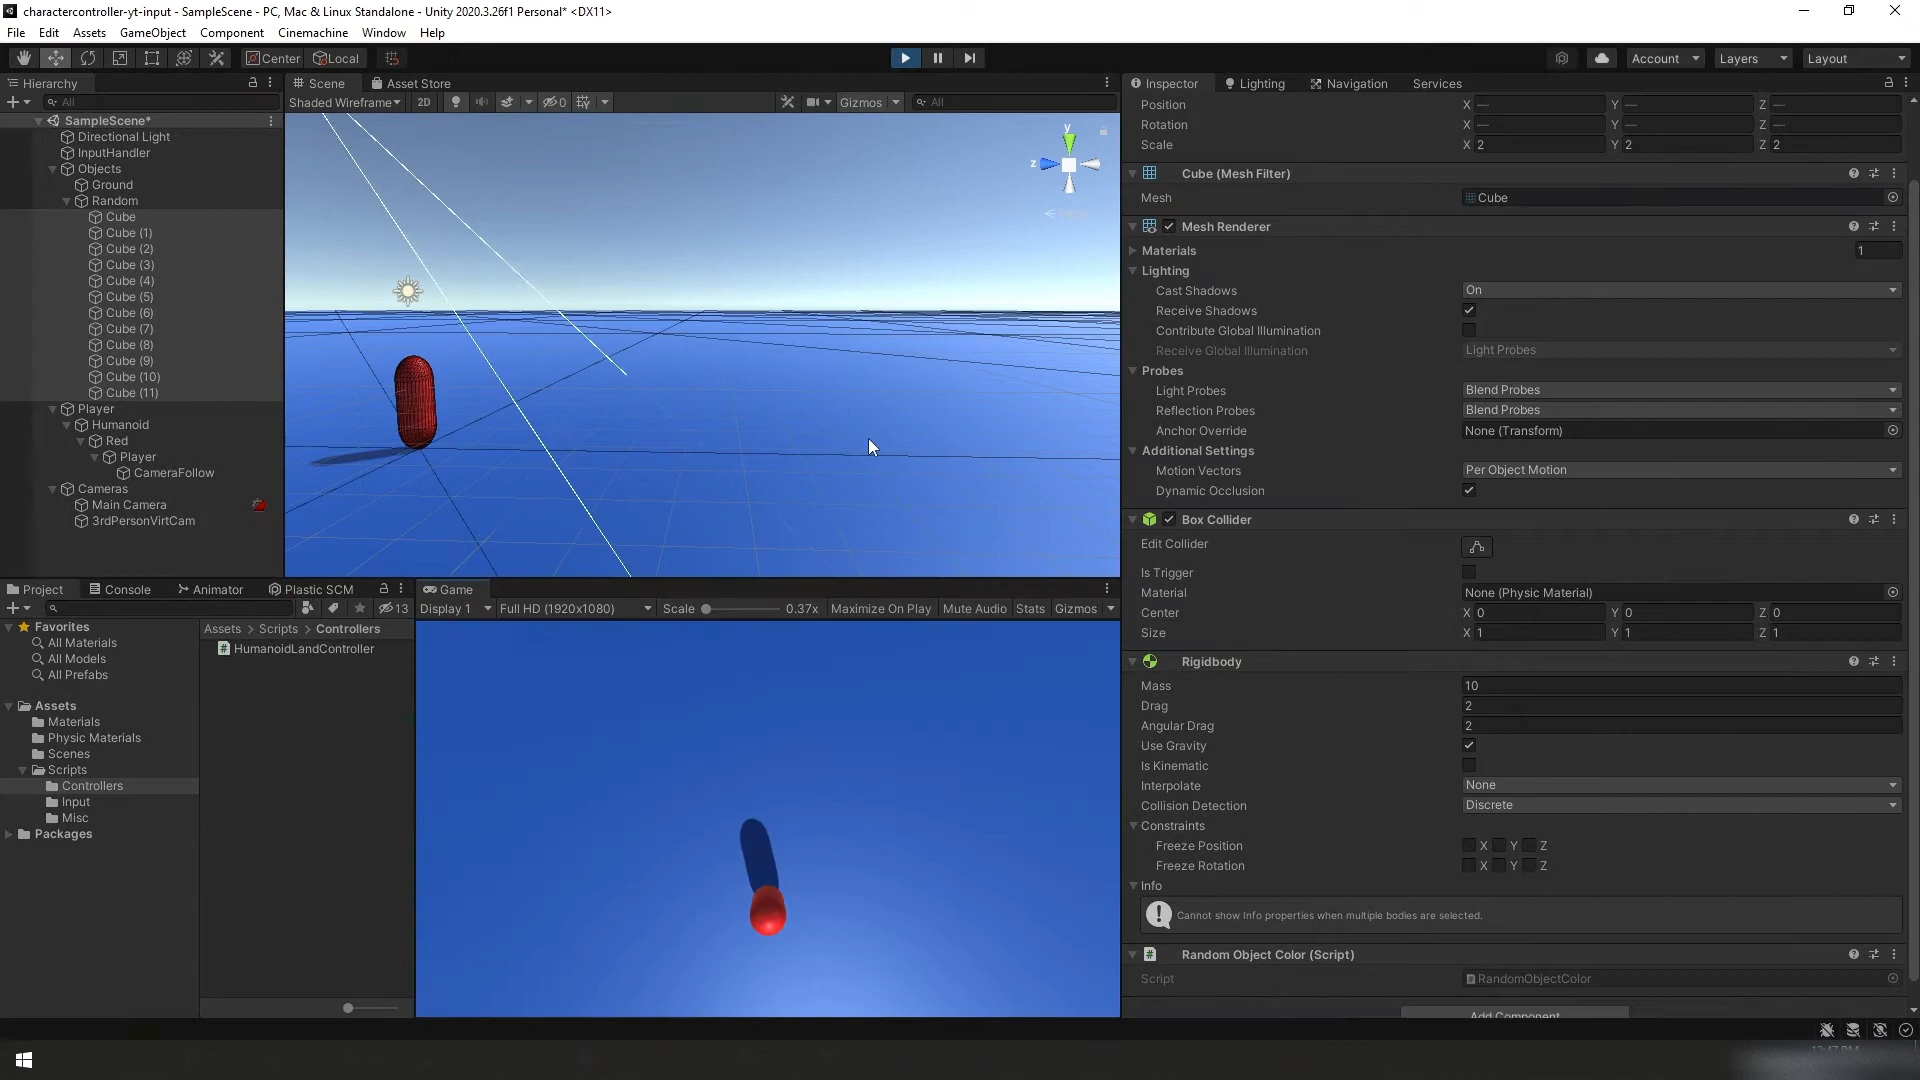 charactercontroller-yt-input - SampleScene - PC, Mac & Linux Standalone - Unity 2020.3.26f1 Personal* <DX11>
File Edit Assets GameObject Component Cinemachine Window Help
Center Local Account Layers Layout
Hierarchy
All
SampleScene*
Directional Light
InputHandler
Objects
Ground
Random
Cube
Cube (1)
Cube (2)
Cube (3)
Cube (4)
Cube (5)
Cube (6)
Cube (7)
Cube (8)
Cube (9)
Cube (10)
Cube (11)
Player
Humanoid
Red
Player
CameraFollow
Cameras
Main Camera
3rdPersonVirtCam
Scene Asset Store
Shaded Wireframe 2D 0 Gizmos All
y
z
Inspector Lighting Navigation Services
Position X — Y — Z —
Rotation X — Y — Z —
Scale X 2 Y 2 Z 2
Cube (Mesh Filter)
Mesh Cube
Mesh Renderer
Materials 1
Lighting
Cast Shadows On
Receive Shadows
Contribute Global Illumination
Receive Global Illumination Light Probes
Probes
Light Probes Blend Probes
Reflection Probes Blend Probes
Anchor Override None (Transform)
Additional Settings
Motion Vectors Per Object Motion
Dynamic Occlusion
Box Collider
Edit Collider
Is Trigger
Material None (Physic Material)
Center X 0 Y 0 Z 0
Size X 1 Y 1 Z 1
Rigidbody
Mass 10
Drag 2
Angular Drag 2
Use Gravity
Is Kinematic
Interpolate None
Collision Detection Discrete
Constraints
Freeze Position X Y Z
Freeze Rotation X Y Z
Info
Cannot show Info properties when multiple bodies are selected.
Random Object Color (Script)
Script RandomObjectColor
Add Component
Project Console Animator Plastic SCM
13
Favorites
All Materials
All Models
All Prefabs
Assets
Materials
Physic Materials
Scenes
Scripts
Controllers
Input
Misc
Packages
Assets > Scripts > Controllers
HumanoidLandController
Game
Display 1 Full HD (1920x1080) Scale 0.37x Maximize On Play Mute Audio Stats Gizmos